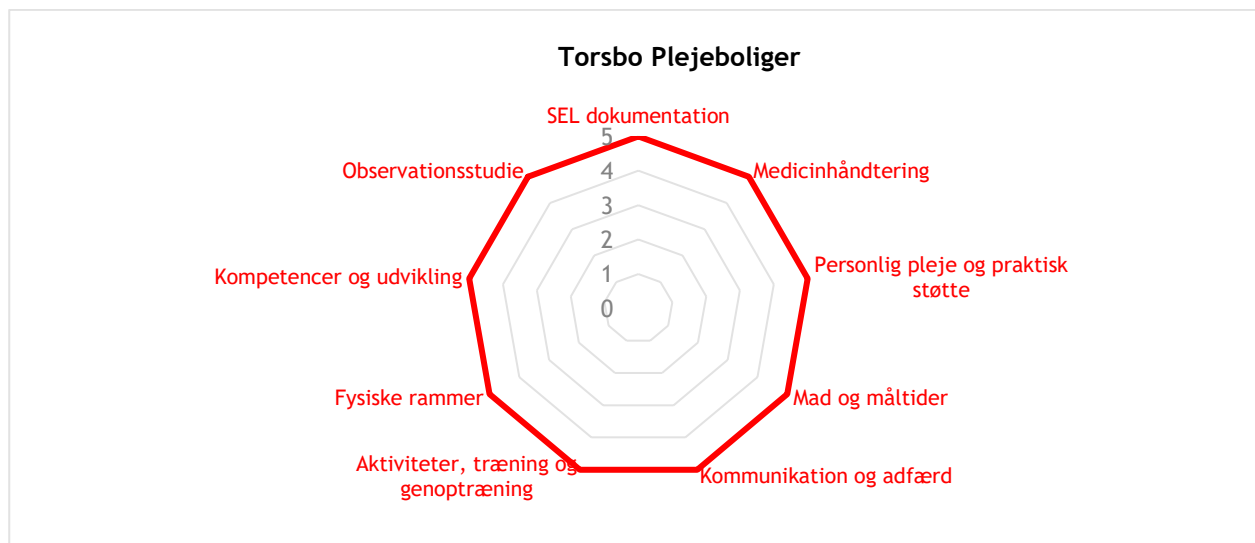 Torsbo Plejeboliger
SEL dokumentation
5
Observationsstudie
Medicinhåndtering
4
3
2
Kompetencer og udvikling
1
Personlig pleje og praktisk
støtte
0
Fysiske rammer
Mad og måltider
Aktiviteter, træning og
genoptræning
Kommunikation og adfærd